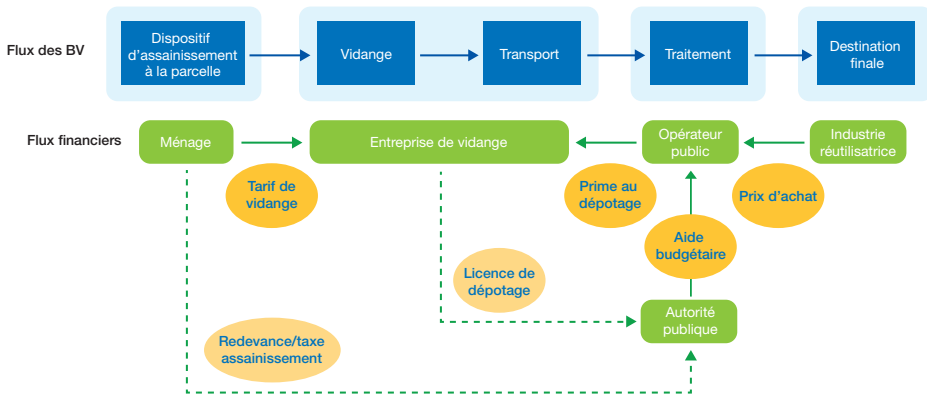 Flux des BV
Dispositif
d'assainissement
à la parcelle
Vidange
Transport
Traitement
Destination
finale
Flux financiers
Ménage
Entreprise de vidange
Opérateur
public
Industrie
réutilisatrice
Tarif de
vidange
Prime au
dépotage
Prix d'achat
Aide
budgétaire
Licence de
dépotage
Autorité
publique
Redevance/taxe
assainissement